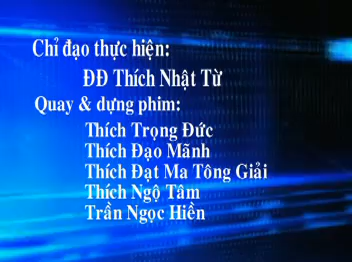 Chỉ đạo thực hiện:
ĐĐ Thích Nhật Từ
Quay & dựng phim:
Thích Trọng Đức
Thích Đạo Mãnh
Thích Đạt Ma Tông Giải
Thích Ngộ Tâm
Trần Ngọc Hiền